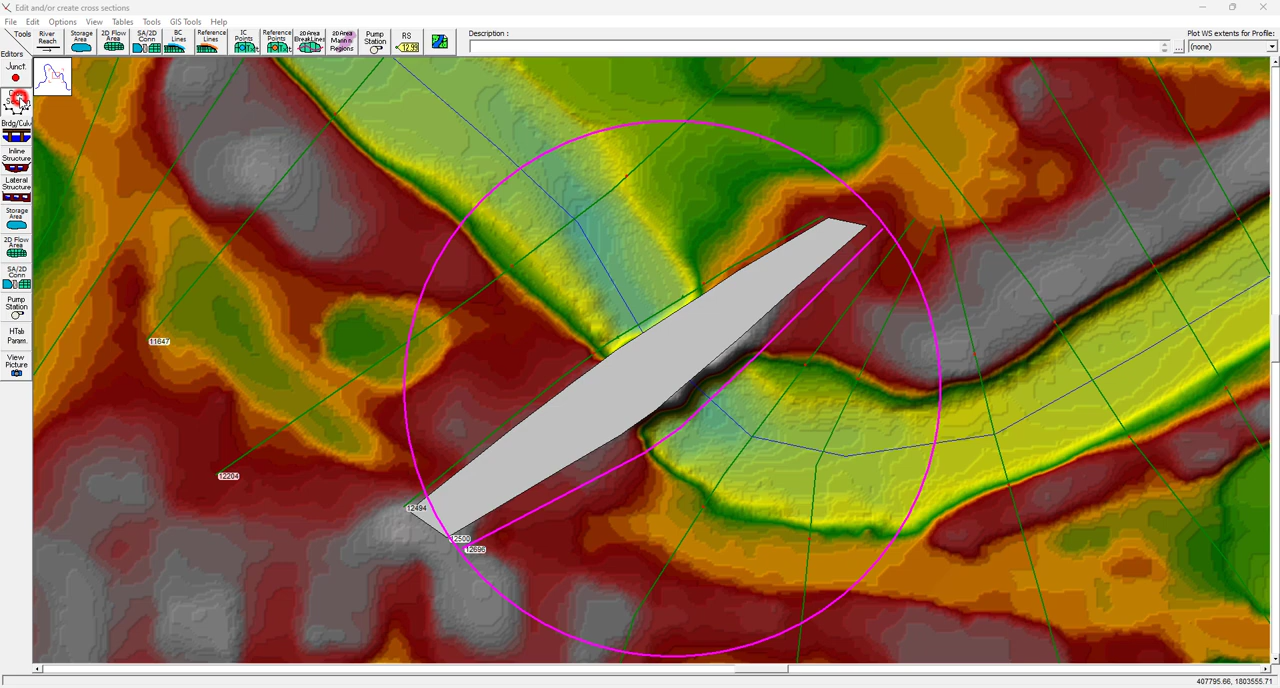 Edit and/or create cross sections
File Edit Options View Tables Tools GIS Tools Help
Tools
Editors
River
Reach
Storage
Area
2D Flow
Area
SA/2D
Conn
BC
Lines
Reference
Lines
IC
Points
Reference
Points
2D Area
BreakLines
2D Area
Mann n
Regions
Pump
Station
RS
Description :
...
Plot WS extents for Profile:
(none)
Junct.
Brdg/Culv
Inline
Structure
Lateral
Structure
Storage
Area
2D Flow
Area
SA/2D
Conn
Pump
Station
HTab
Param.
View
Picture
11647
12204
12494
12500
12696
407795.66, 1803555.71